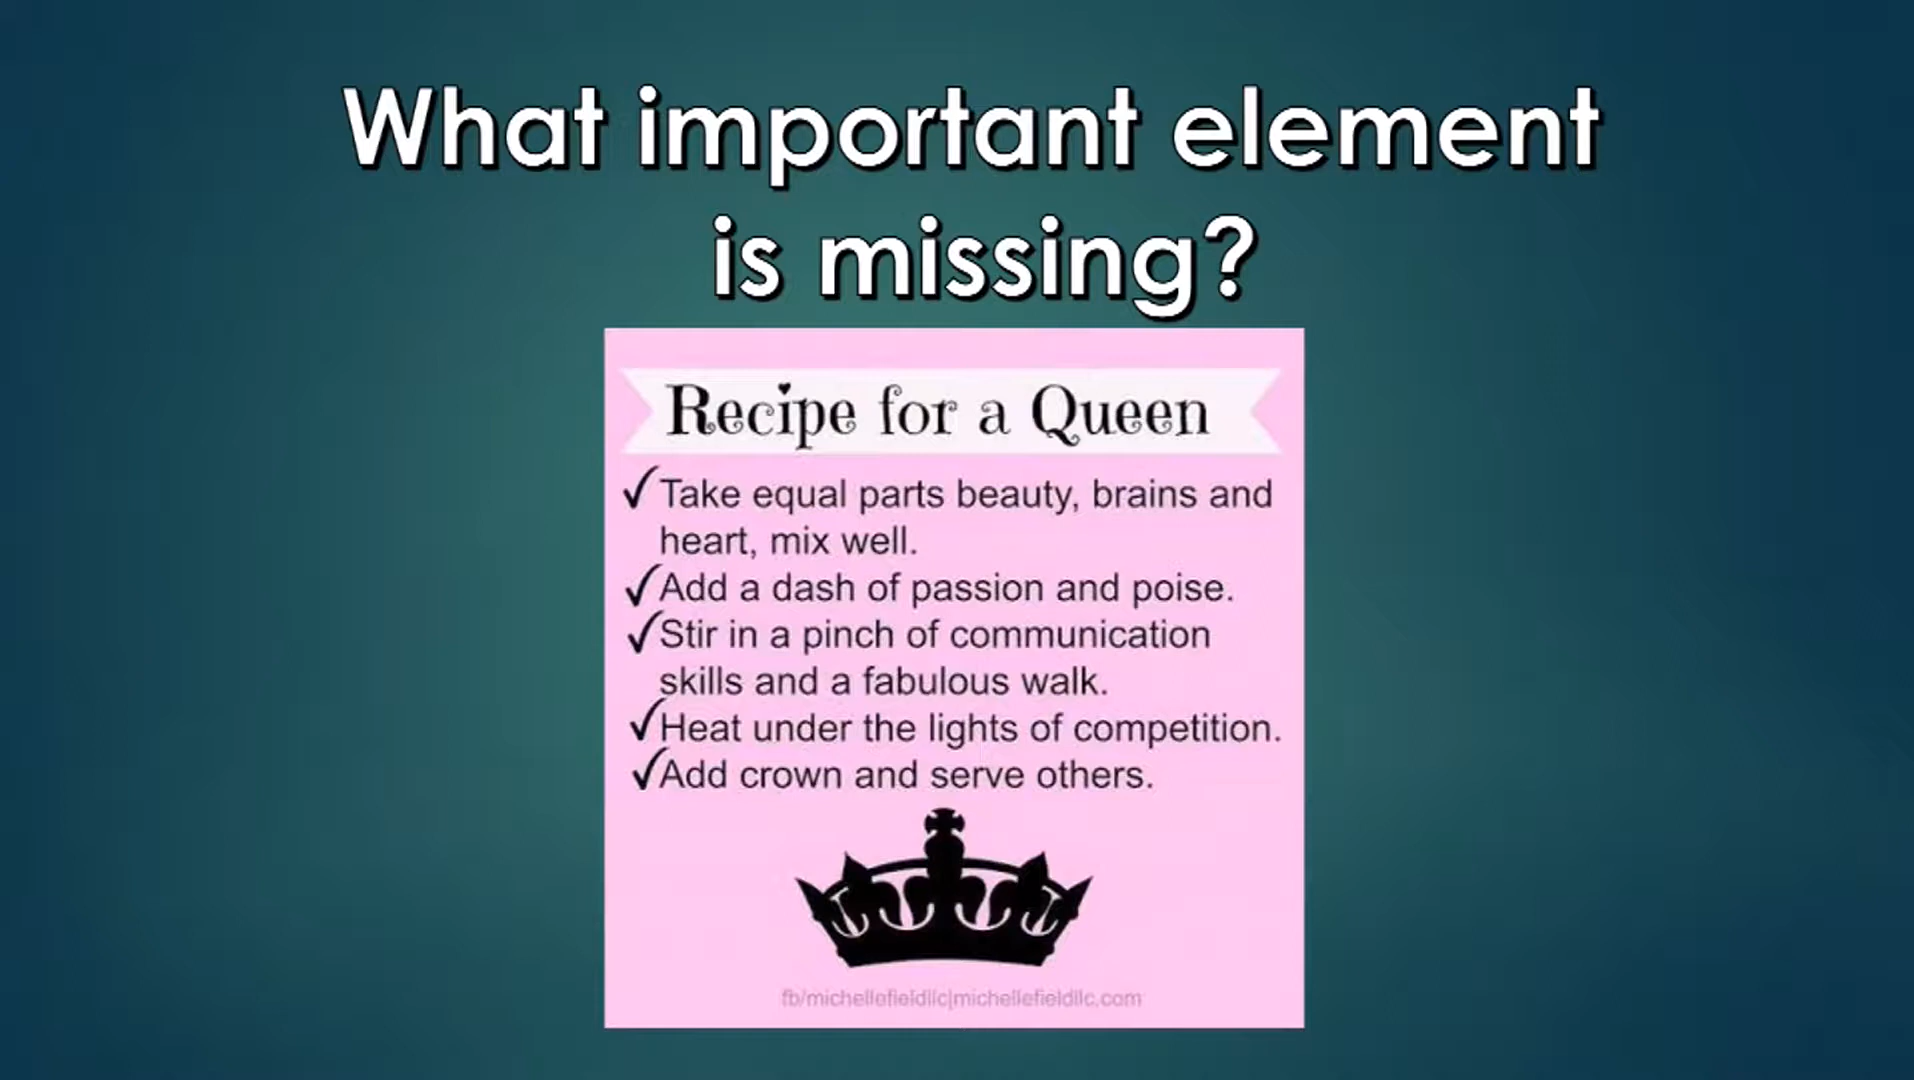 What important element
is missing?
Recipe for a Queen
✓Take equal parts beauty, brains and
heart, mix well.
✓Add a dash of passion and poise.
✓Stir in a pinch of communication
skills and a fabulous walk.
✓Heat under the lights of competition.
✓Add crown and serve others.
fb/michellefieldllc|michellefieldllc.com